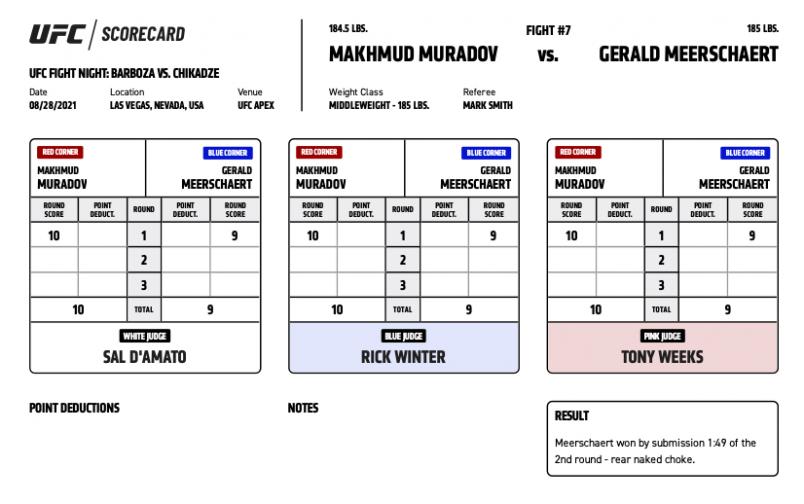 UFC / SCORECARD
UFC FIGHT NIGHT: BARBOZA VS. CHIKADZE
Date Location Venue
08/28/2021 LAS VEGAS, NEVADA, USA UFC APEX
184.5 LBS. FIGHT #7 185 LBS.
MAKHMUD MURADOV VS. GERALD MEERSCHAERT
Weight Class Referee
MIDDLEWEIGHT - 185 LBS. MARK SMITH
RED CORNER BLUE CORNER
MAKHMUD GERALD
MURADOV MEERSCHAERT
ROUND POINT ROUND POINT ROUND
SCORE DEDUCT. DEDUCT. SCORE
10 1 9
2
3
10 TOTAL 9
WHITE JUDGE
SAL D'AMATO
RED CORNER BLUE CORNER
MAKHMUD GERALD
MURADOV MEERSCHAERT
ROUND POINT ROUND POINT ROUND
SCORE DEDUCT. DEDUCT. SCORE
10 1 9
2
3
10 TOTAL 9
BLUE JUDGE
RICK WINTER
RED CORNER BLUE CORNER
MAKHMUD GERALD
MURADOV MEERSCHAERT
ROUND POINT ROUND POINT ROUND
SCORE DEDUCT. DEDUCT. SCORE
10 1 9
2
3
10 TOTAL 9
PINK JUDGE
TONY WEEKS
POINT DEDUCTIONS
NOTES
RESULT
Meerschaert won by submission 1:49 of the
2nd round - rear naked choke.